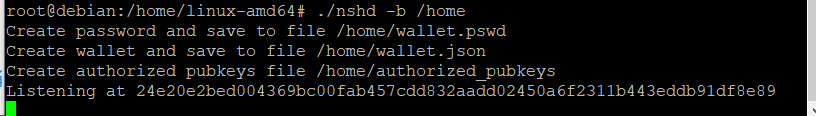 root@debian:/home/linux-amd64# ./nshd -b /home
Create password and save to file /home/wallet.pswd
Create wallet and save to file /home/wallet.json
Create authorized pubkeys file /home/authorized_pubkeys
Listening at 24e20e2bed004369bc00fab457cdd832aadd02450a6f2311b443eddb91df8e89